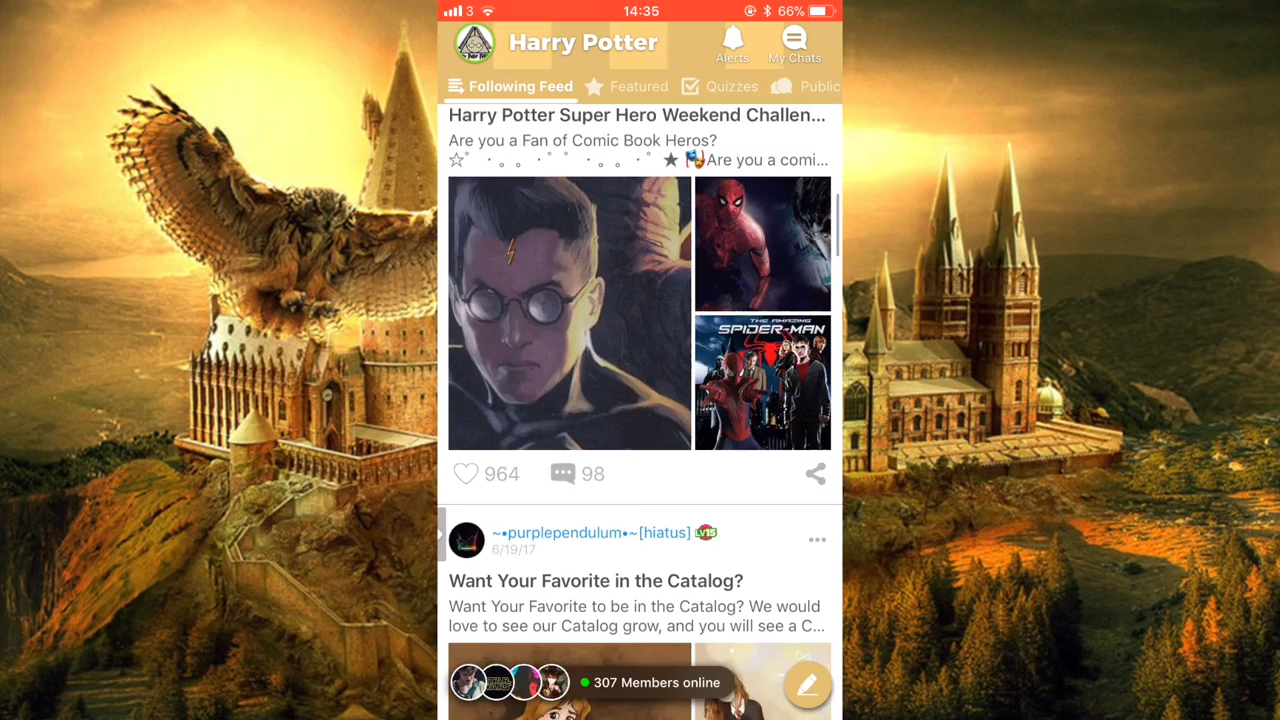 3 14:35 66%
Harry Potter
Alerts
My Chats
Following Feed Featured Quizzes Public
Harry Potter Super Hero Weekend Challen...
Are you a Fan of Comic Book Heros?
Are you a comi...
THE AMAZING
SPIDER-MAN
964 98
~•purplependulum•~[hiatus] LV15
6/19/17
Want Your Favorite in the Catalog?
Want Your Favorite to be in the Catalog? We would
love to see our Catalog grow, and you will see a C...
STAR WARS
307 Members online